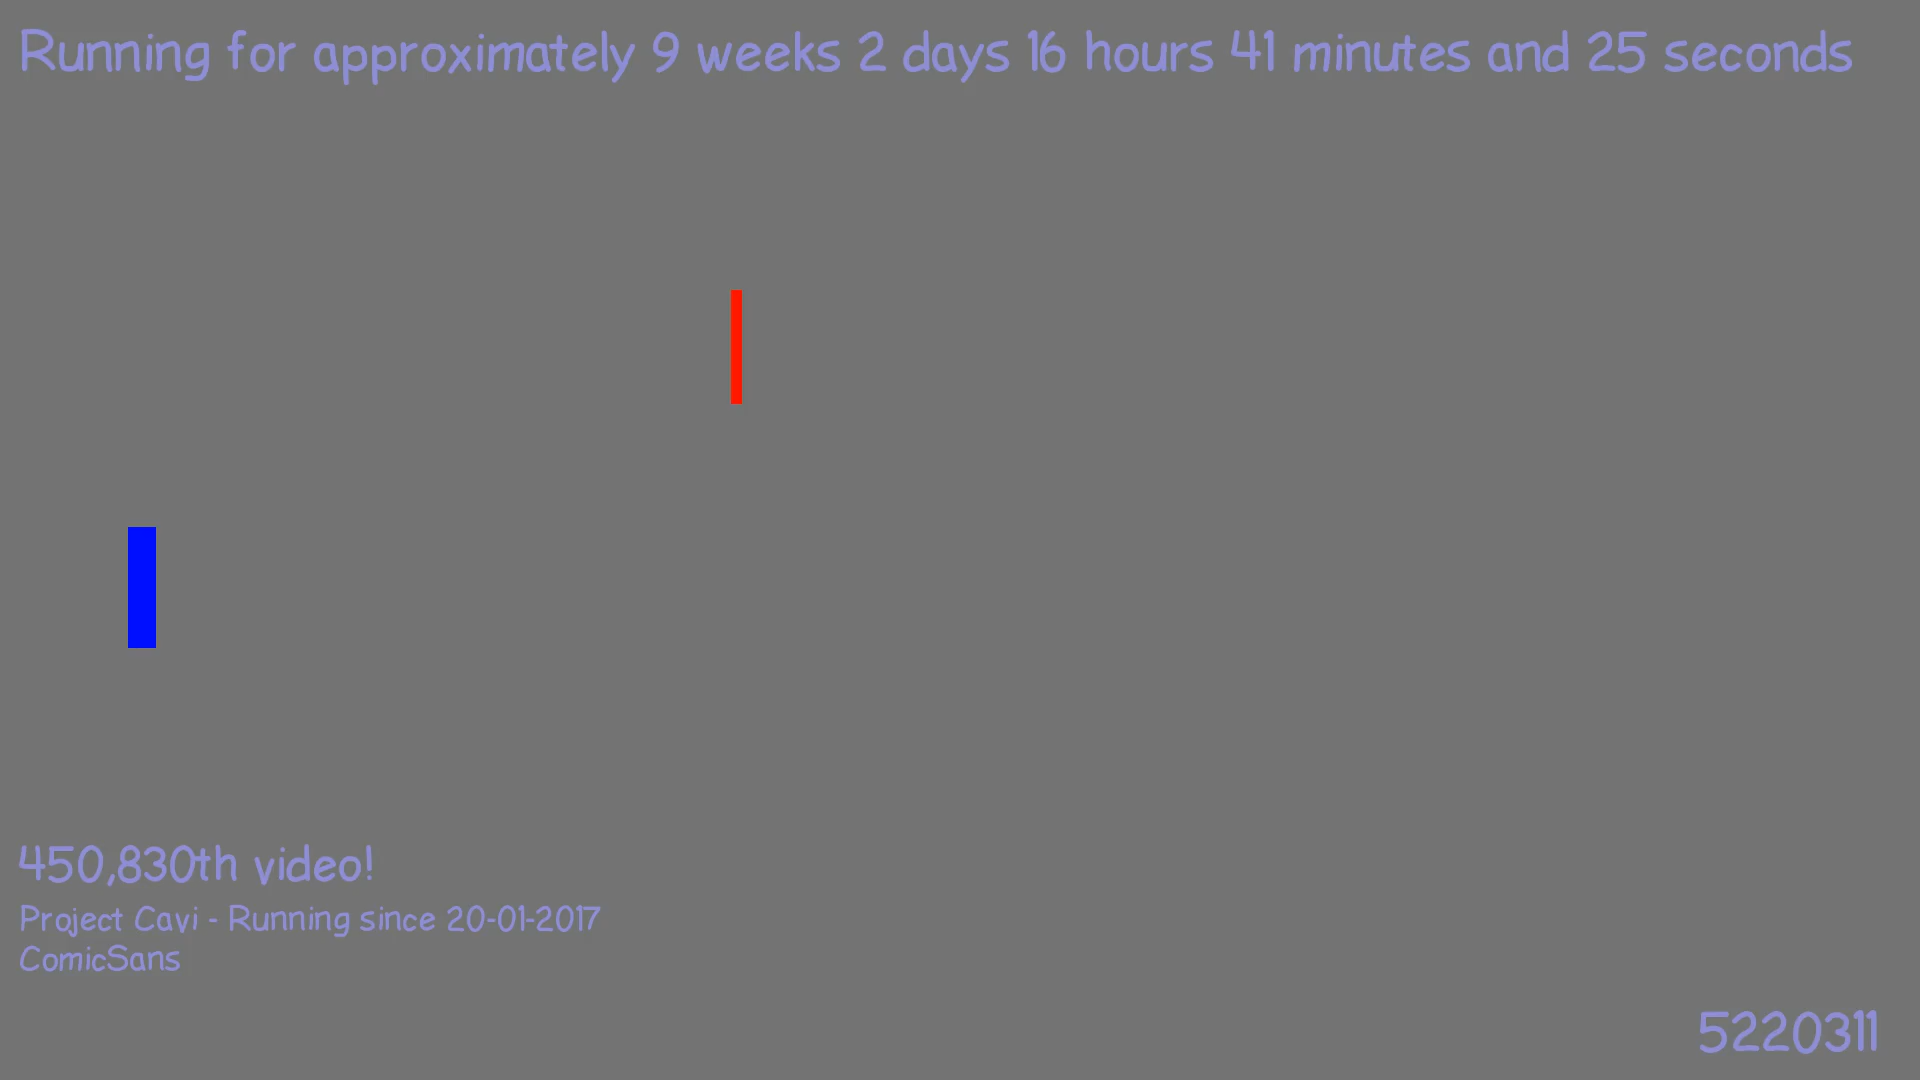 Running for approximately 9 weeks 2 days 16 hours 41 minutes and 25 seconds
450,830th video!
Project Cavi - Running since 20-01-2017
ComicSans
5220311